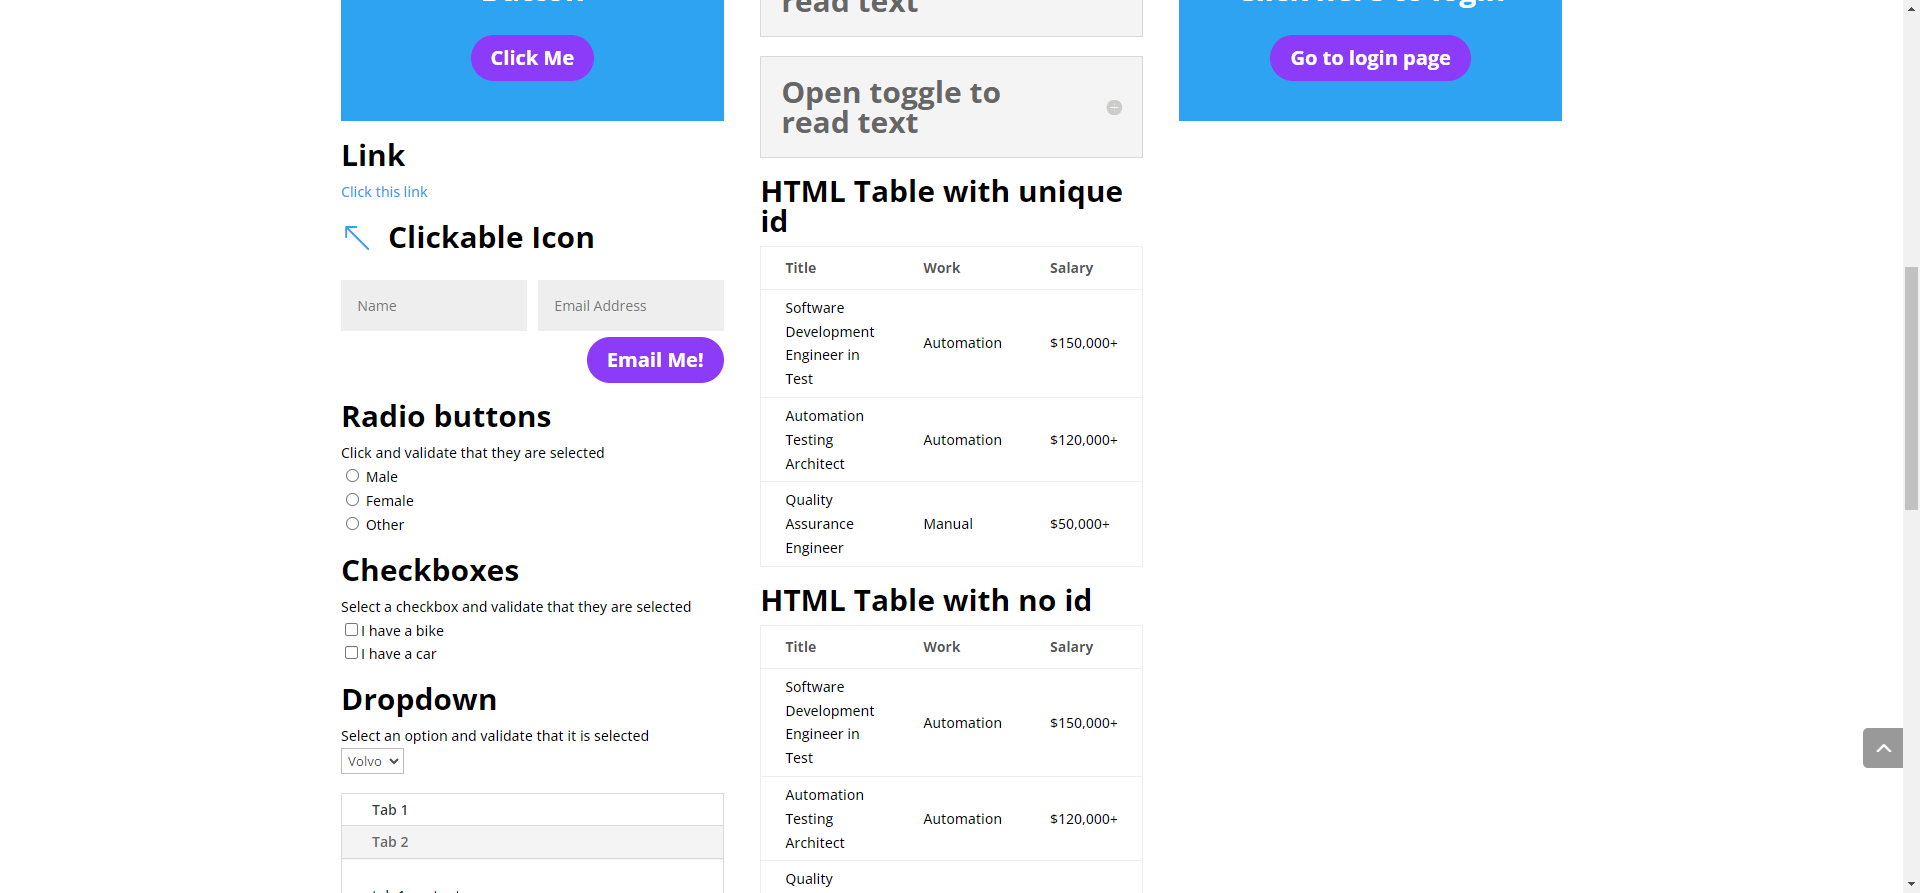 Button
Click Me
Link
Click this link
Clickable Icon
Name
Email Address
Email Me!
Radio buttons
Click and validate that they are selected
Male
Female
Other
Checkboxes
Select a checkbox and validate that they are selected
I have a bike
I have a car
Dropdown
Select an option and validate that it is selected
Volvo
Tab 1
Tab 2
read text
Open toggle to
read text
HTML Table with unique
id
Title Work Salary
Software
Development
Engineer in
Test
Automation
$150,000+
Automation
Testing
Architect
Automation
$120,000+
Quality
Assurance
Engineer
Manual
$50,000+
HTML Table with no id
Title Work Salary
Software
Development
Engineer in
Test
Automation
$150,000+
Automation
Testing
Architect
Automation
$120,000+
Quality
Click here to login
Go to login page